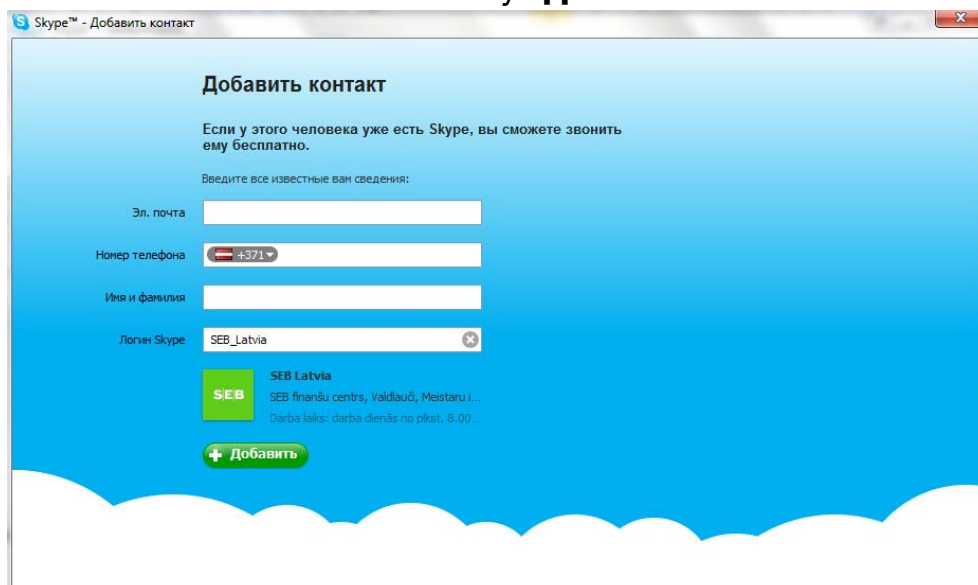 Skype™ - Добавить контакт
Добавить контакт
Если у этого человека уже есть Skype, вы сможете звонить
ему бесплатно.
Введите все известные вам сведения:
Эл. почта
Номер телефона +371
Имя и фамилия
Логин Skype SEB_Latvia
SEB
SEB Latvia
SEB finanšu centrs, Valdlauči, Meistaru i...
Darba laiks: darba dienās no plkst. 8.00...
Добавить